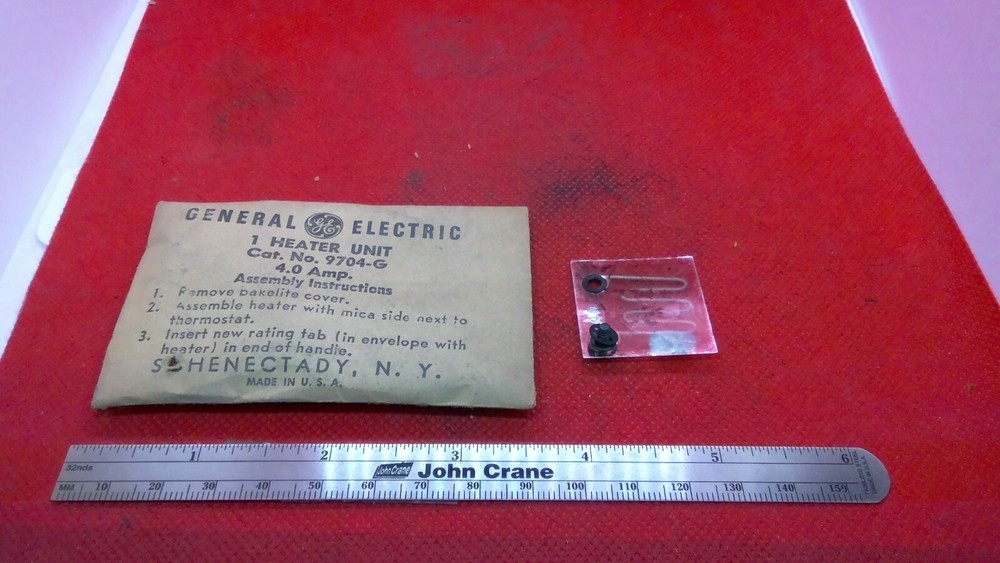 GENERAL GE ELECTRIC
1 HEATER UNIT
Cat. No. 9704-G
4.0 Amp.
Assembly Instructions
1. Remove bakelite cover.
2. Assemble heater with mica side next to
thermostat.
3. Insert new rating tab (in envelope with
heater) in end of handle.
SCHENECTADY, N. Y.
MADE IN U. S. A.
1 2 3 4 5 6
32nds
John Crane John Crane
MM 10 20 30 40 50 60 70 80 90 100 110 120 130 140 150
MADE IN U.S.A.